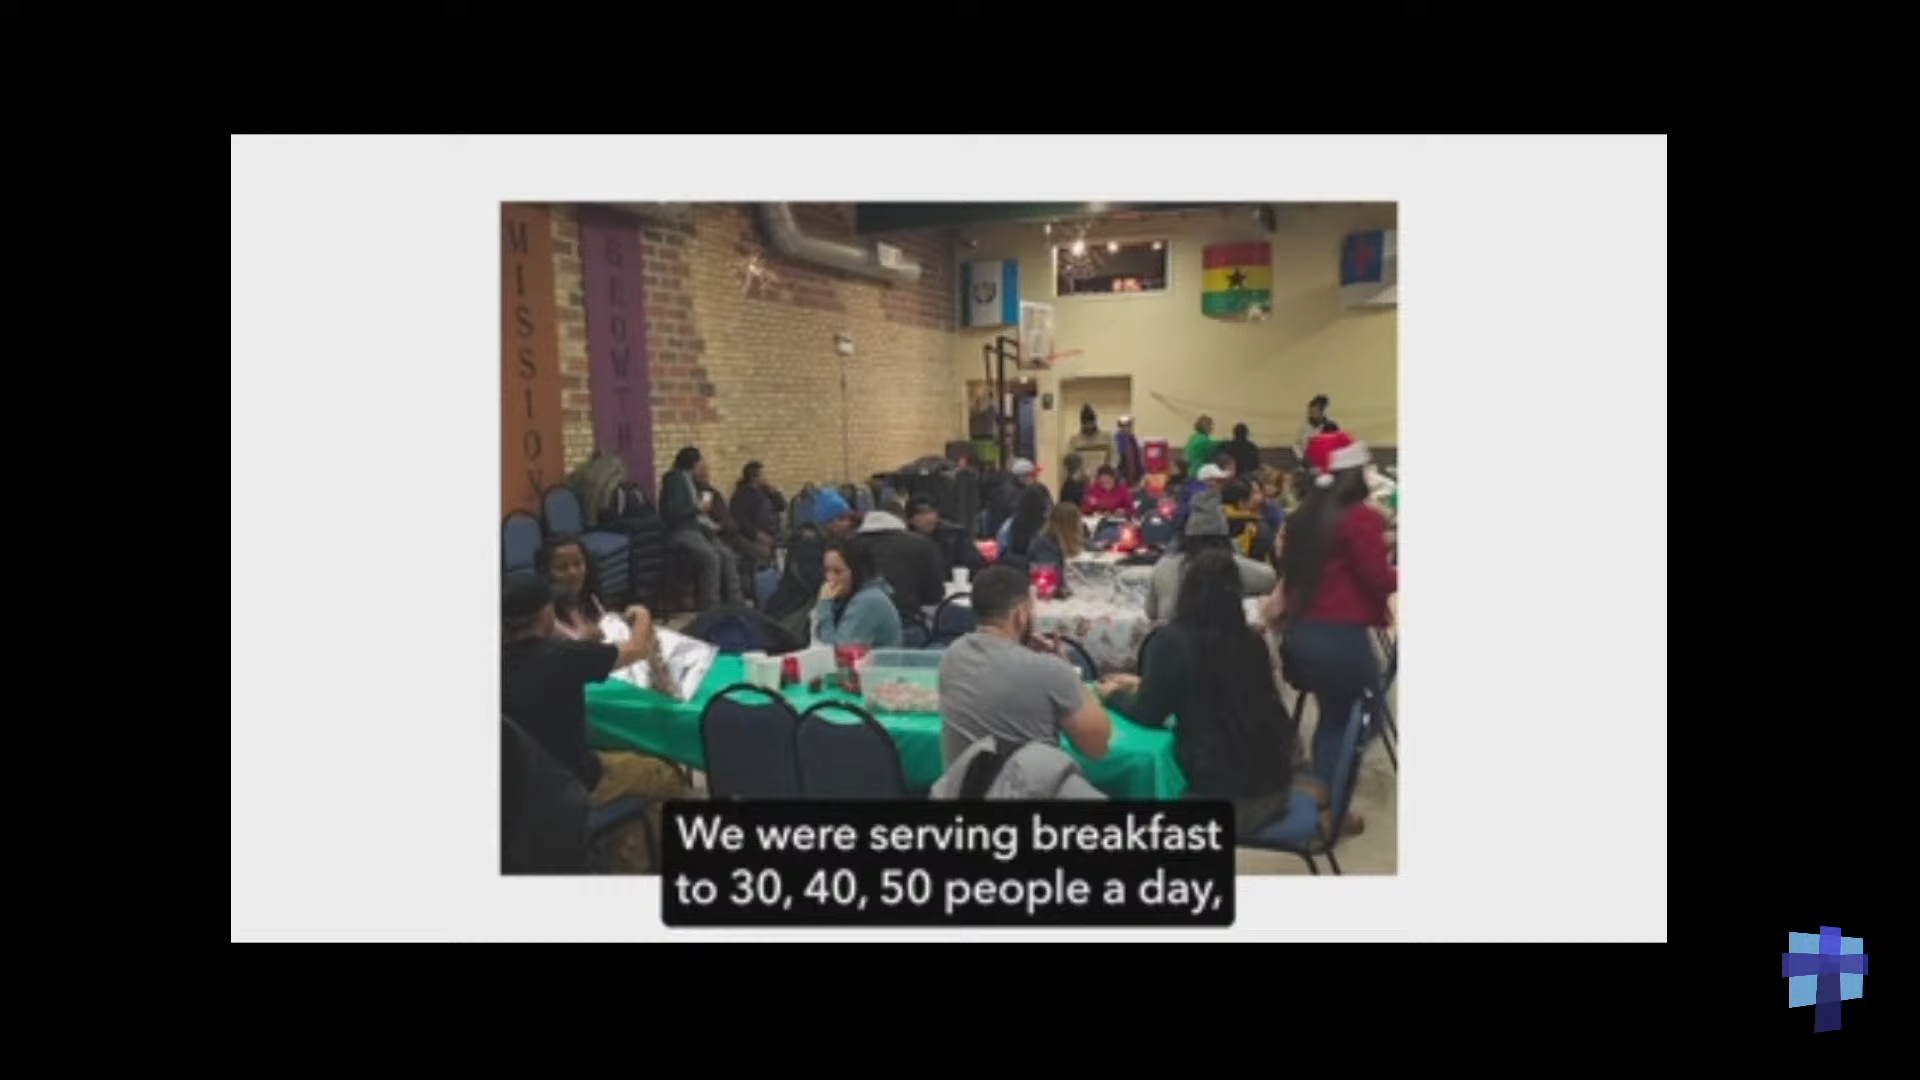 MISSION
GROWTH
We were serving breakfast
to 30, 40, 50 people a day,